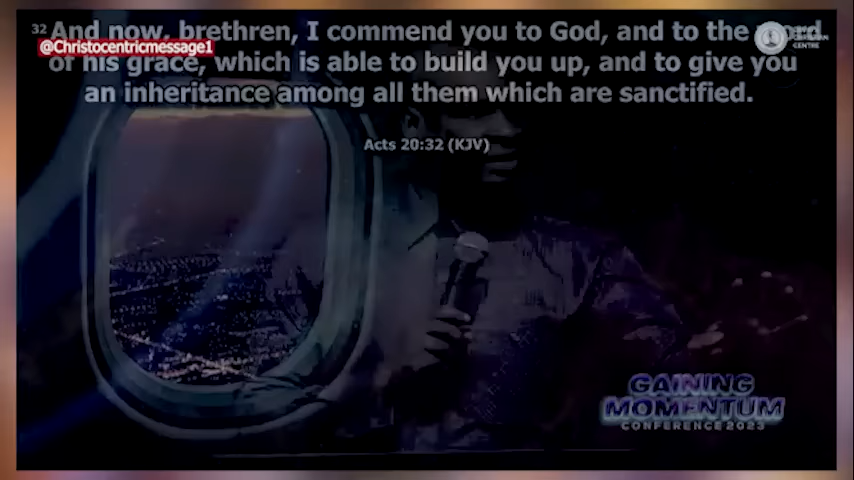 32 And now, brethren, I commend you to God, and to the
@Christocentricmessage1
of his grace, which is able to build you up, and to give you
an inheritance among all them which are sanctified.
Acts 20:32 (KJV)
GAINING
MOMENTUM
CONFERENCE 2023